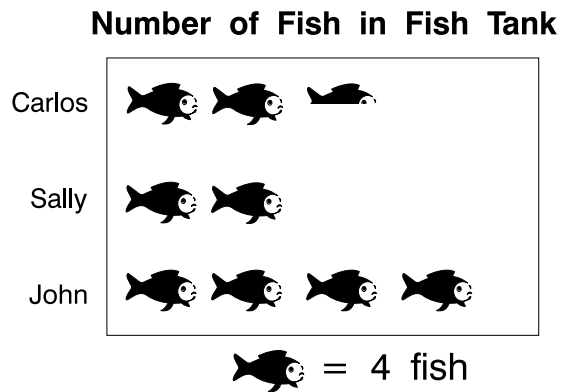 Number of Fish in Fish Tank
Carlos
Sally
John
= 4 fish